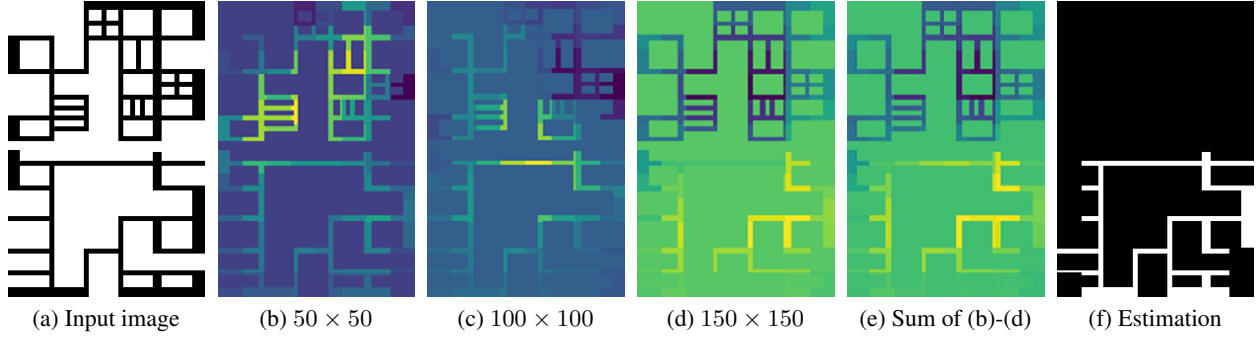 (a) Input image
(b) 50 × 50
(c) 100 × 100
(d) 150 × 150
(e) Sum of (b)-(d)
(f) Estimation